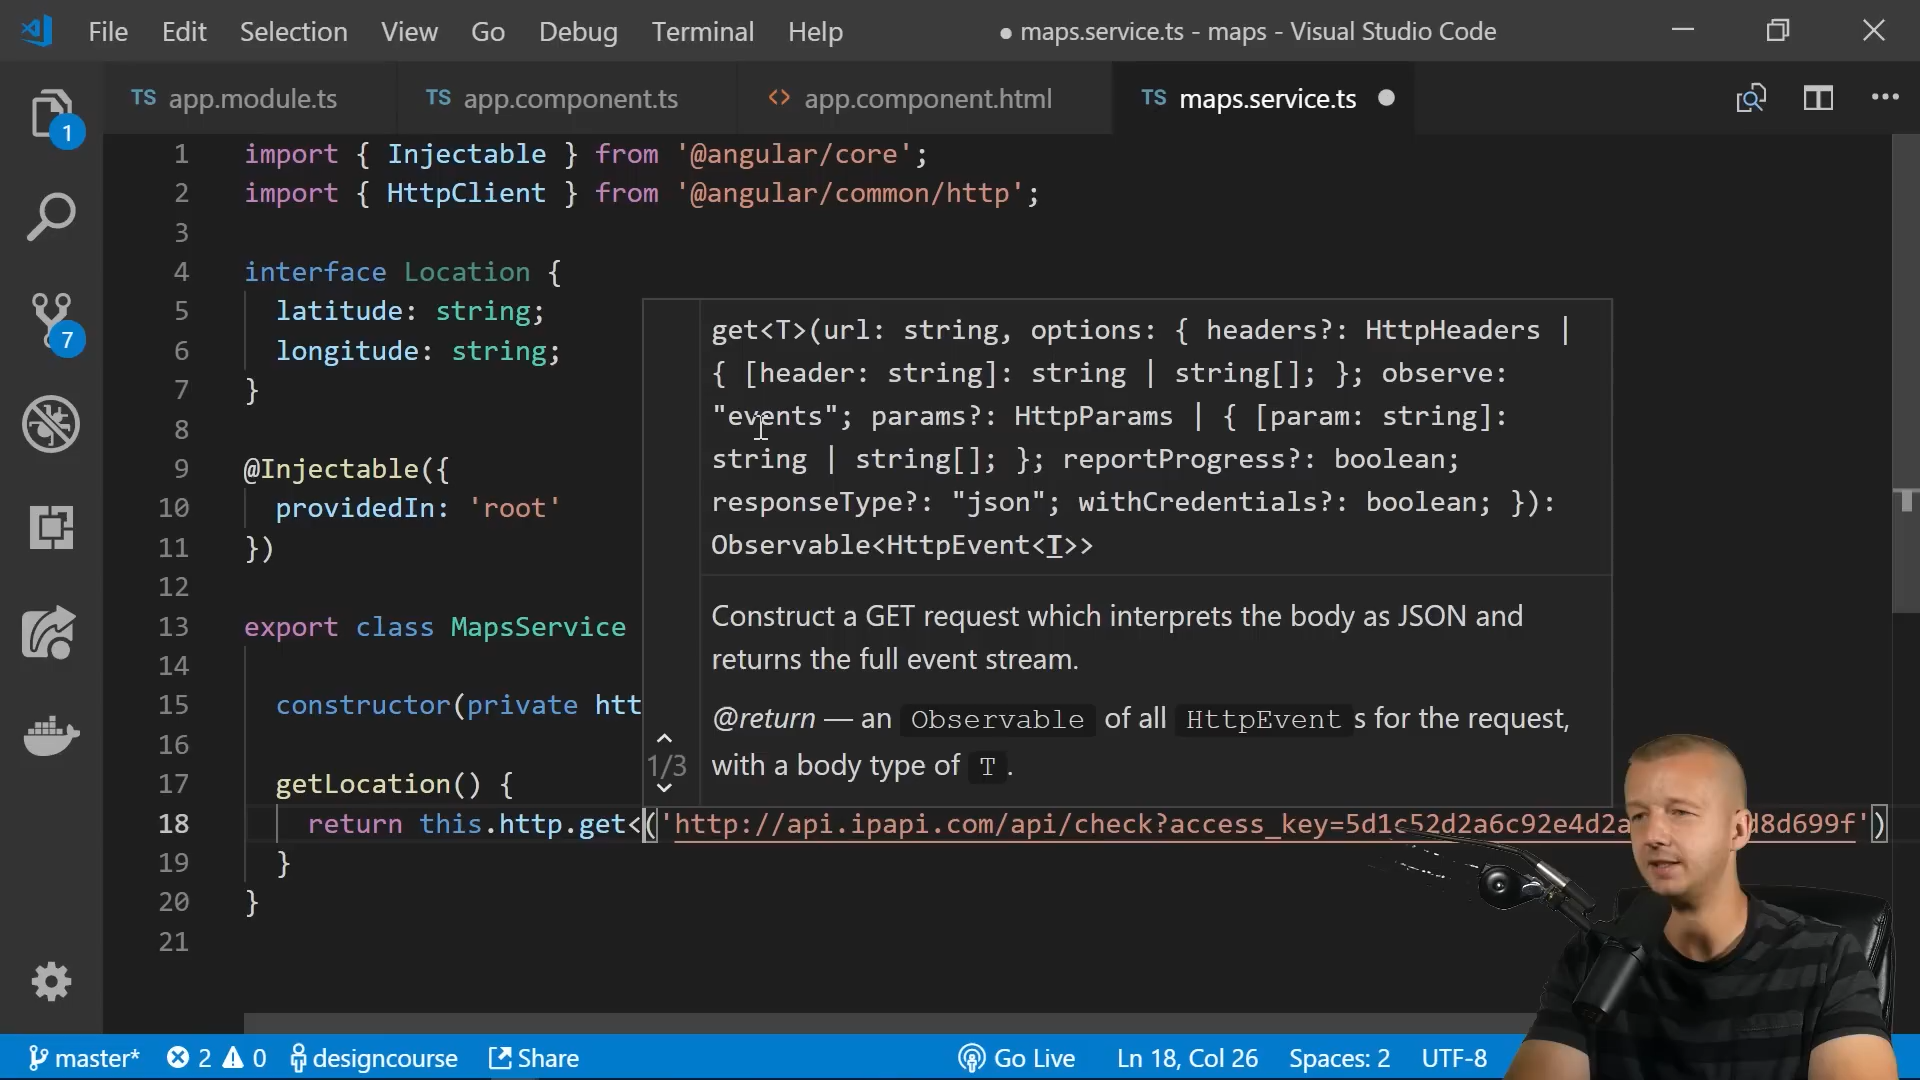 File Edit Selection View Go Debug Terminal Help ● maps.service.ts - maps - Visual Studio Code
TS app.module.ts TS app.component.ts <> app.component.html TS maps.service.ts ●
1
7
1 import { Injectable } from '@angular/core';
2 import { HttpClient } from '@angular/common/http';
3
4 interface Location {
5 latitude: string;
6 longitude: string;
7 }
8
9 @Injectable({
10 providedIn: 'root'
11 })
12
13 export class MapsService
14
15 constructor(private htt
16
17 getLocation() {
18 return this.http.get<('http://api.ipapi.com/api/check?access_key=5d1c52d2a6c92e4d2a d8d699f')
19 }
20 }
21
get<T>(url: string, options: { headers?: HttpHeaders |
{ [header: string]: string | string[]; }; observe:
"events"; params?: HttpParams | { [param: string]:
string | string[]; }; reportProgress?: boolean;
responseType?: "json"; withCredentials?: boolean; }):
Observable<HttpEvent<T>>
Construct a GET request which interprets the body as JSON and
returns the full event stream.
@return — an Observable of all HttpEvent s for the request,
with a body type of T .
1/3
master* 2 0 designcourse Share Go Live Ln 18, Col 26 Spaces: 2 UTF-8